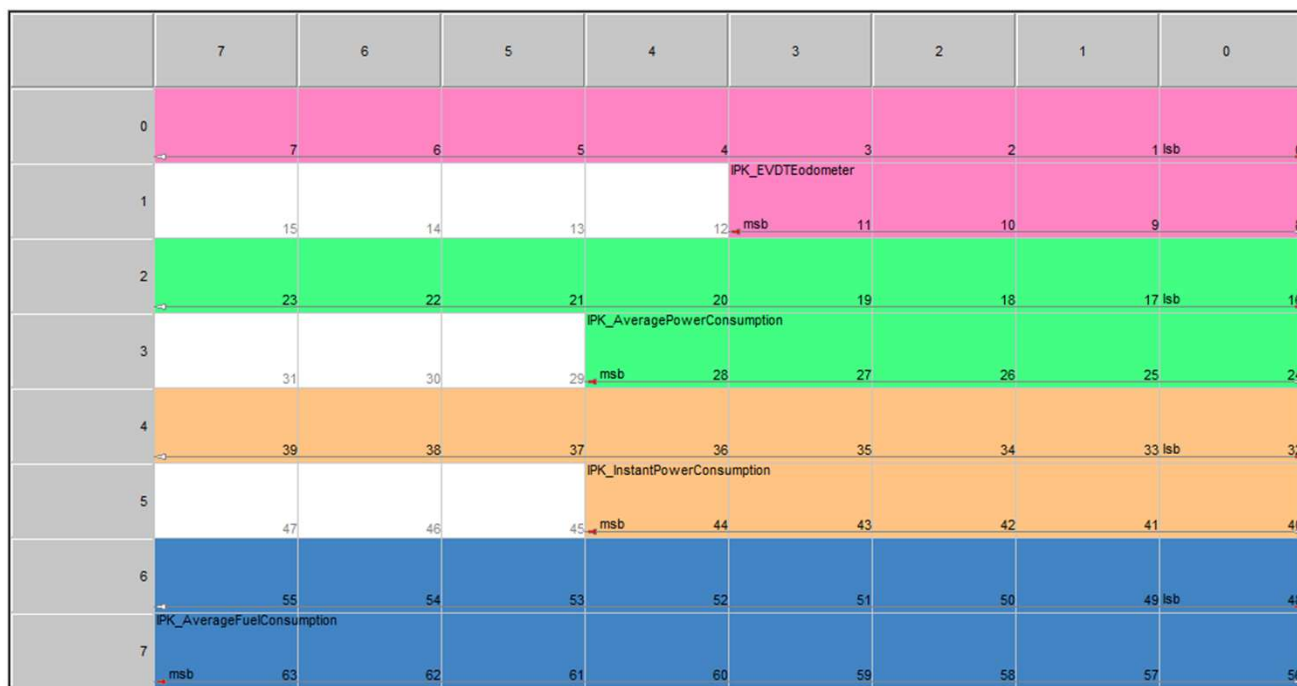 7 6 5 4 3 2 1 0
0
7 6 5 4 3 2 1 lsb
IPK_EVDTEodometer
1
15 14 13 12 msb 11 10 9
2
23 22 21 20 19 18 17 lsb
IPK_AveragePowerConsumption
3
31 30 29 msb 28 27 26 25 24
4
39 38 37 36 35 34 33 lsb
IPK_InstantPowerConsumption
5
47 46 45 msb 44 43 42 41
6
55 54 53 52 51 50 49 lsb
IPK_AverageFuelConsumption
7
msb 63 62 61 60 59 58 57